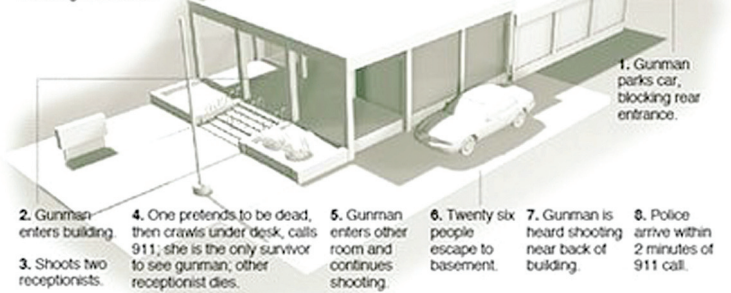 1. Gunman
parks car,
blocking rear
entrance.
2. Gunman
enters building.
3. Shoots two
receptionists.
4. One pretends to be dead,
then crawls under desk, calls
911; she is the only survivor
to see gunman; other
receptionist dies.
5. Gunman
enters other
room and
continues
shooting.
6. Twenty six
people
escape to
basement.
7. Gunman is
heard shooting
near back of
building.
8. Police
arrive within
2 minutes of
911 call.